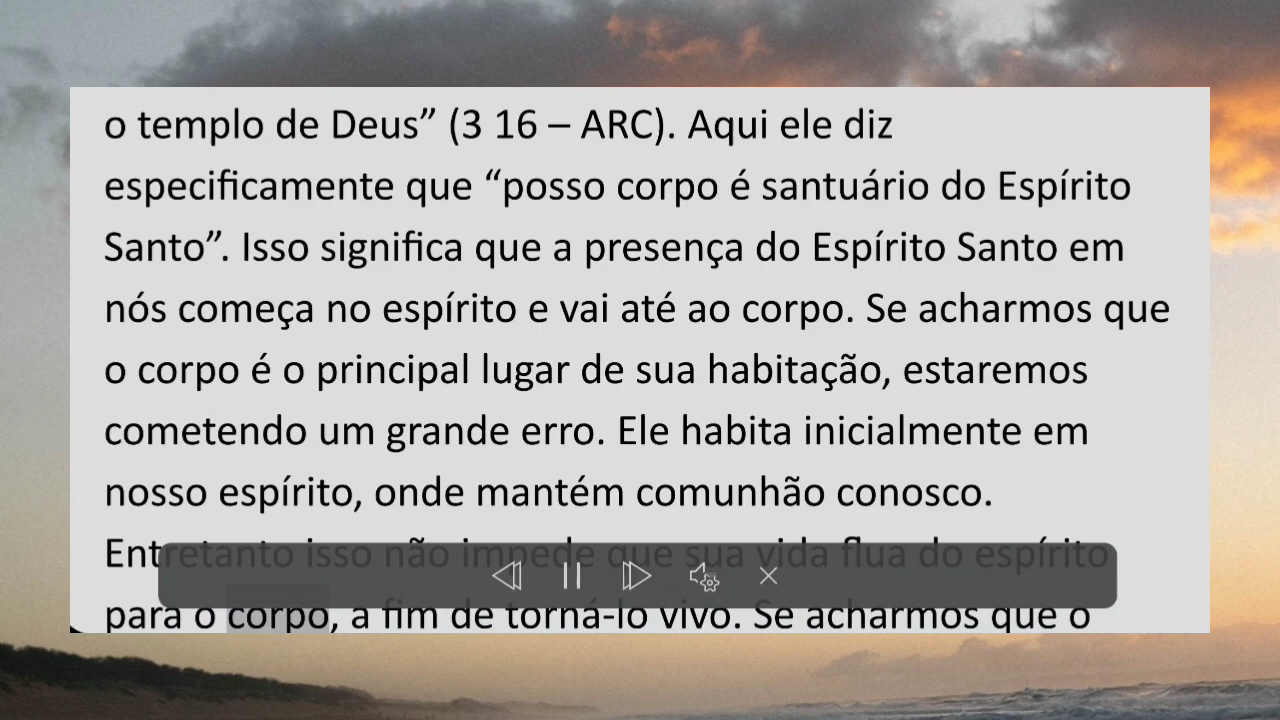 o templo de Deus” (3 16 – ARC). Aqui ele diz
especificamente que “posso corpo é santuário do Espírito
Santo”. Isso significa que a presença do Espírito Santo em
nós começa no espírito e vai até ao corpo. Se acharmos que
o corpo é o principal lugar de sua habitação, estaremos
cometendo um grande erro. Ele habita inicialmente em
nosso espírito, onde mantém comunhão conosco.
Entretanto isso não impede que sua vida flua do espírito
para o corpo, a fim de torná-lo vivo. Se acharmos que o